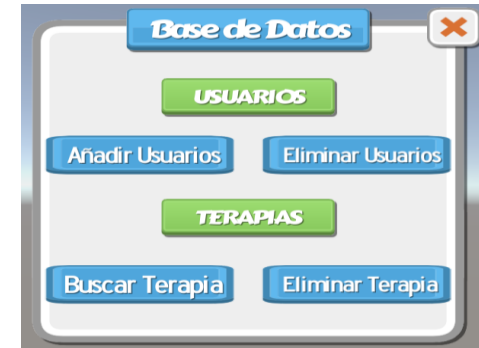 Base de Datos
USUARIOS
Añadir Usuarios Eliminar Usuarios
TERAPIAS
Buscar Terapia Eliminar Terapia